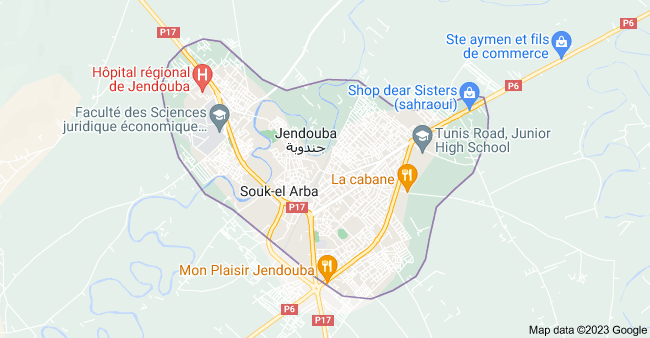 P17
P6
Ste aymen et fils
de commerce
Hôpital régional
de Jendouba
P6
Shop dear Sisters
(sahraoui)
Faculté des Sciences
juridique économique...
Jendouba
جندوبة
Tunis Road, Junior
High School
La cabane
Souk-el Arba
P17
Mon Plaisir Jendouba
P6
P17
Map data ©2023 Google